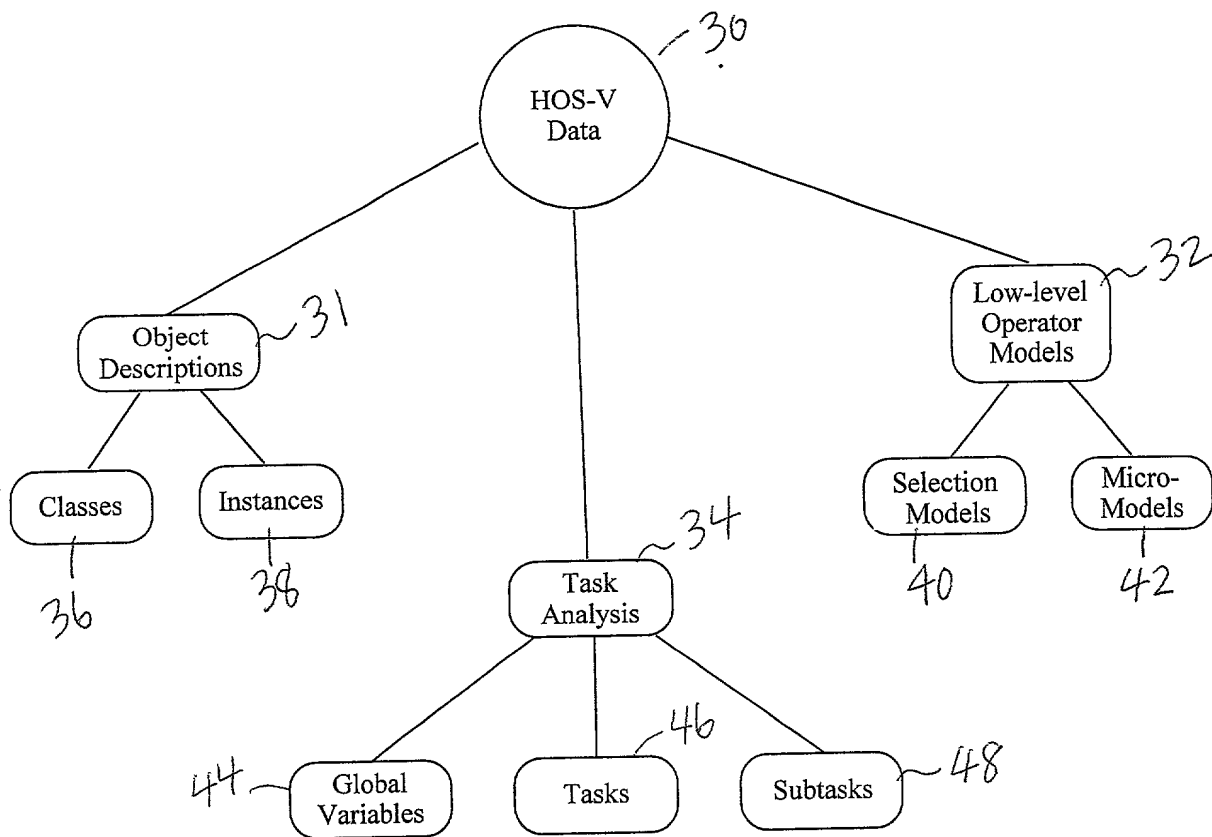 30
HOS-V
Data
32
Low-level
Operator
Models
31
Object
Descriptions
Classes
Instances
Selection
Models
Micro-
Models
36
38
40
42
34
Task
Analysis
46
44
Global
Variables
Tasks
Subtasks
48